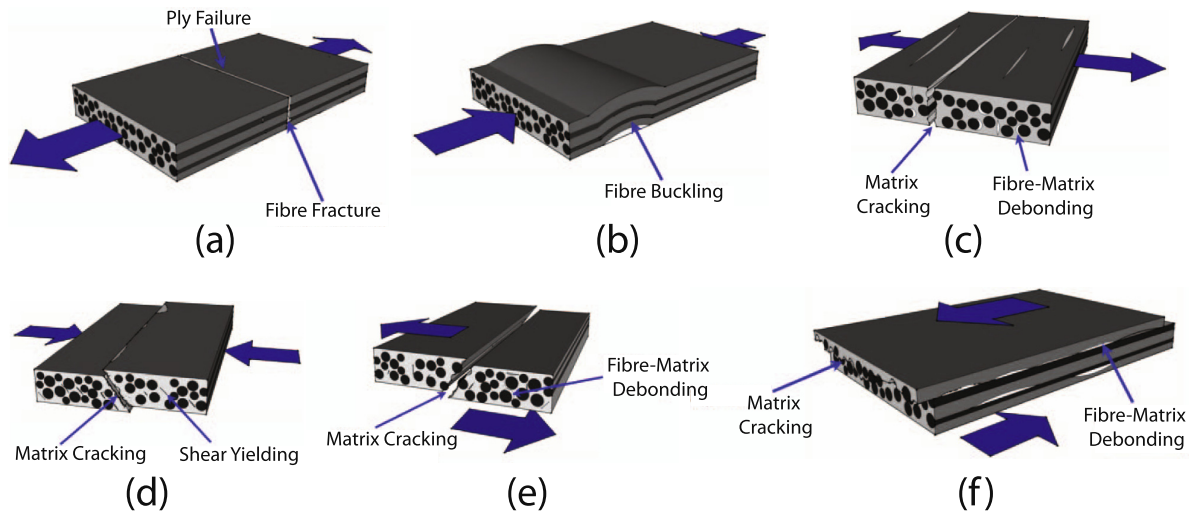 Ply Failure
Fibre Fracture
(a)
Fibre Buckling
(b)
Matrix
Cracking
Fibre-Matrix
Debonding
(c)
Matrix Cracking
Shear Yielding
(d)
Fibre-Matrix
Debonding
Matrix Cracking
(e)
Matrix
Cracking
Fibre-Matrix
Debonding
(f)